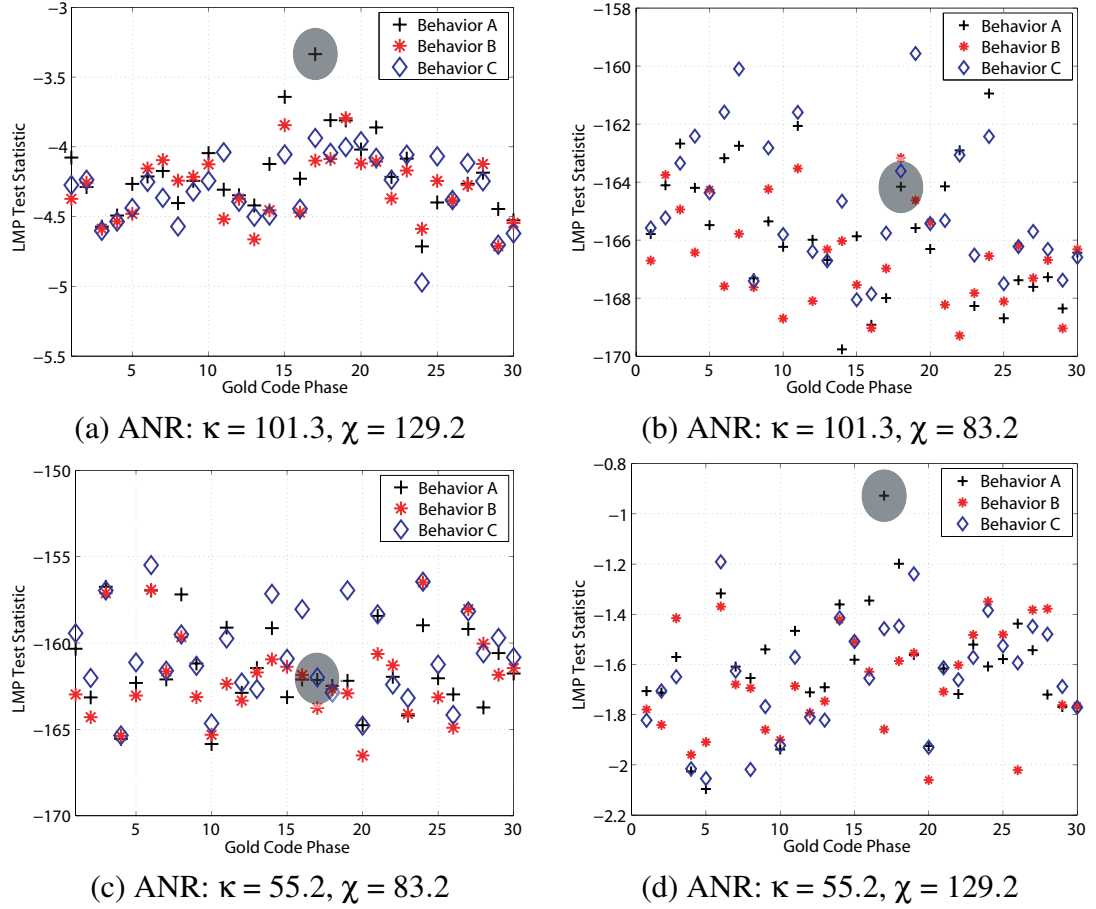 −3
−3.5
−4
−4.5
−5
−5.5
LMP Test Statistic
5 10 15 20 25 30
Gold Code Phase
Behavior A
Behavior B
Behavior C
(a) ANR: κ = 101.3, χ = 129.2
−160
−162
−164
−166
−168
−170
LMP Test Statistic
0 5 10 15 20 25 30
Gold Code Phase
Behavior A
Behavior B
Behavior C
(b) ANR: κ = 101.3, χ = 83.2
−150
−155
−160
−165
−170
LMP Test Statistic
5 10 15 20 25 30
Gold Code Phase
Behavior A
Behavior B
Behavior C
(c) ANR: κ = 55.2, χ = 83.2
−0.8
−1
−1.2
−1.4
−1.6
−1.8
−2
−2.2
LMP Test Statistic
0 5 10 15 20 25 30
Gold Code Phase
Behavior A
Behavior B
Behavior C
(d) ANR: κ = 55.2, χ = 129.2